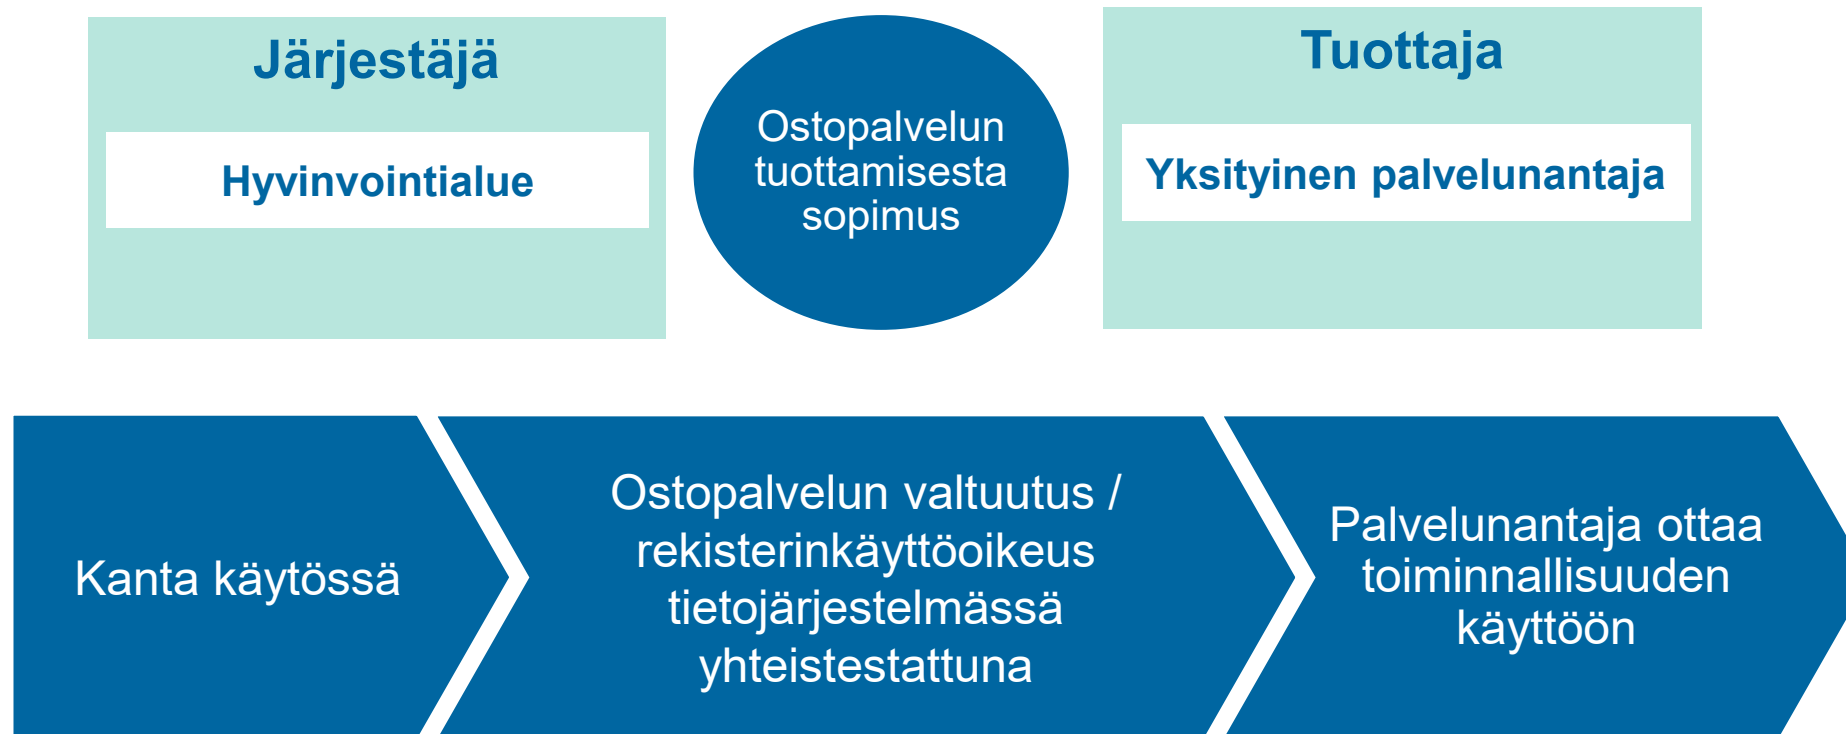 Järjestäjä
Hyvinvointialue
Ostopalvelun
tuottamisesta
sopimus
Tuottaja
Yksityinen palvelunantaja
Kanta käytössä
Ostopalvelun valtuutus /
rekisterinkäyttöoikeus
tietojärjestelmässä
yhteistestattuna
Palvelunantaja ottaa
toiminnallisuuden
käyttöön